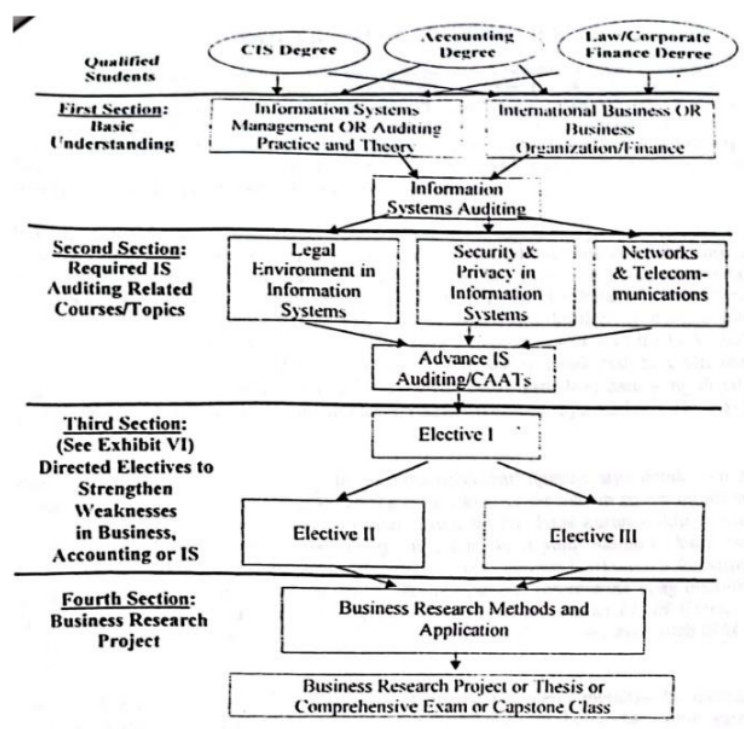 Qualified
Students
CIS Degree
Accounting
Degree
Law/Corporate
Finance Degree
First Section:
Basic
Understanding
Information Systems
Management OR Auditing
Practice and Theory
International Business OR
Business
Organization/Finance
Information
Systems Auditing
Second Section:
Required IS
Auditing Related
Courses/Topics
Legal
Environment in
Information
Systems
Security &
Privacy in
Information
Systems
Networks
& Telecom-
munications
Advance IS
Auditing/CAATs
Third Section:
(See Exhibit VI)
Directed Electives to
Strengthen
Weaknesses
in Business,
Accounting or IS
Elective I
Elective II
Elective III
Fourth Section:
Business Research
Project
Business Research Methods and
Application
Business Research Project or Thesis or
Comprehensive Exam or Capstone Class